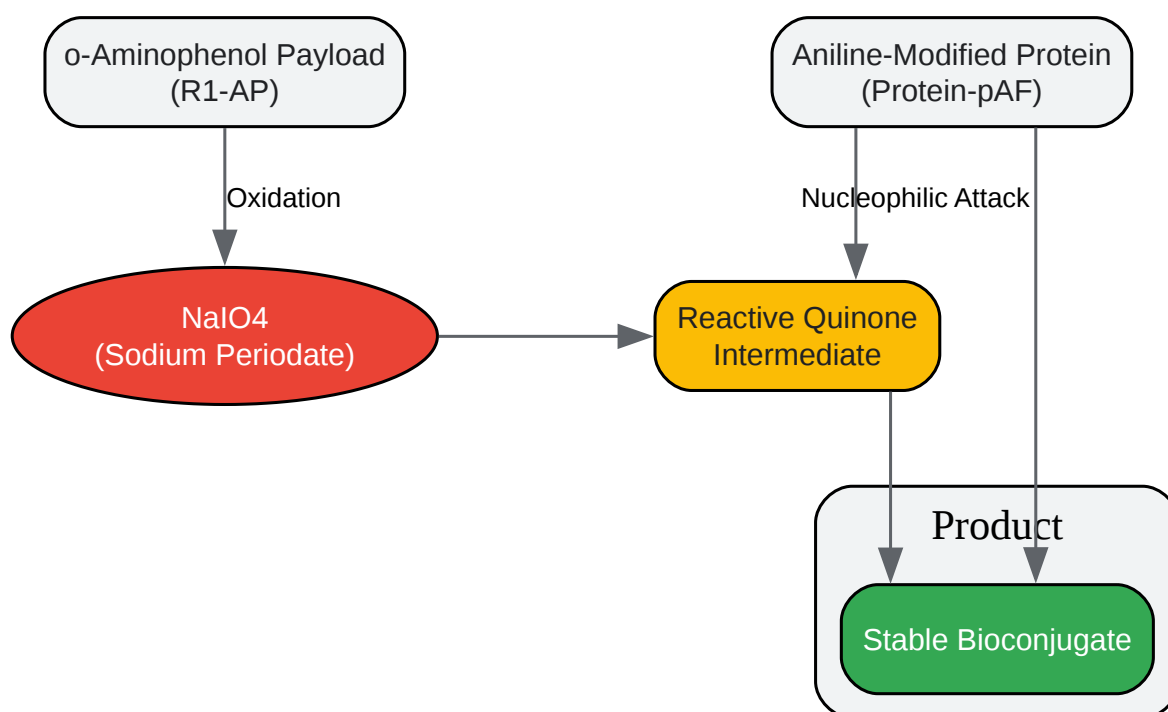 o-Aminophenol Payload
(R1-AP)
Aniline-Modified Protein
(Protein-pAF)
Oxidation
Nucleophilic Attack
NaIO4
(Sodium Periodate)
Reactive Quinone
Intermediate
Product
Stable Bioconjugate